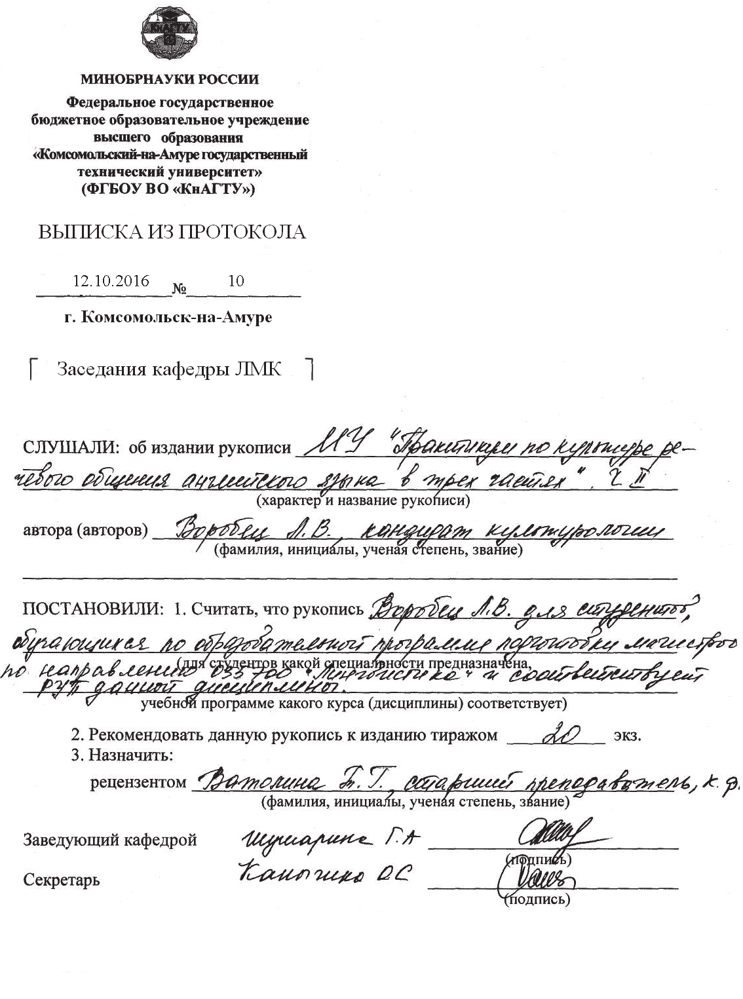 КнАГТУ
МИНОБРНАУКИ РОССИИ
Федеральное государственное
бюджетное образовательное учреждение
высшего образования
«Комсомольский-на-Амуре государственный
технический университет»
(ФГБОУ ВО «КнАГТУ»)
ВЫПИСКА ИЗ ПРОТОКОЛА
12.10.2016 № 10
г. Комсомольск-на-Амуре
Заседания кафедры ЛМК
СЛУШАЛИ: об издании рукописи МУ "Практикум по культуре ре-
чевого общения английского языка в трех частях". Ч II
(характер и название рукописи)
автора (авторов) Воробец Л.В., кандидат культурологии
(фамилия, инициалы, ученая степень, звание)
ПОСТАНОВИЛИ: 1. Считать, что рукопись Воробец Л.В. для студентов,
обучающихся по образовательной программе подготовки магистров
(для студентов какой специальности предназначена,
по направлению 035700 "Лингвистика" и соответствует
РУП данной дисциплины.
учебной программе какого курса (дисциплины) соответствует)
2. Рекомендовать данную рукопись к изданию тиражом 20 экз.
3. Назначить:
рецензентом Ватолина Т.Г., старший преподаватель, к. ф.
(фамилия, инициалы, ученая степень, звание)
Заведующий кафедрой Шушарина Г.А
(подпись)
Секретарь Каныгина ОС
(подпись)